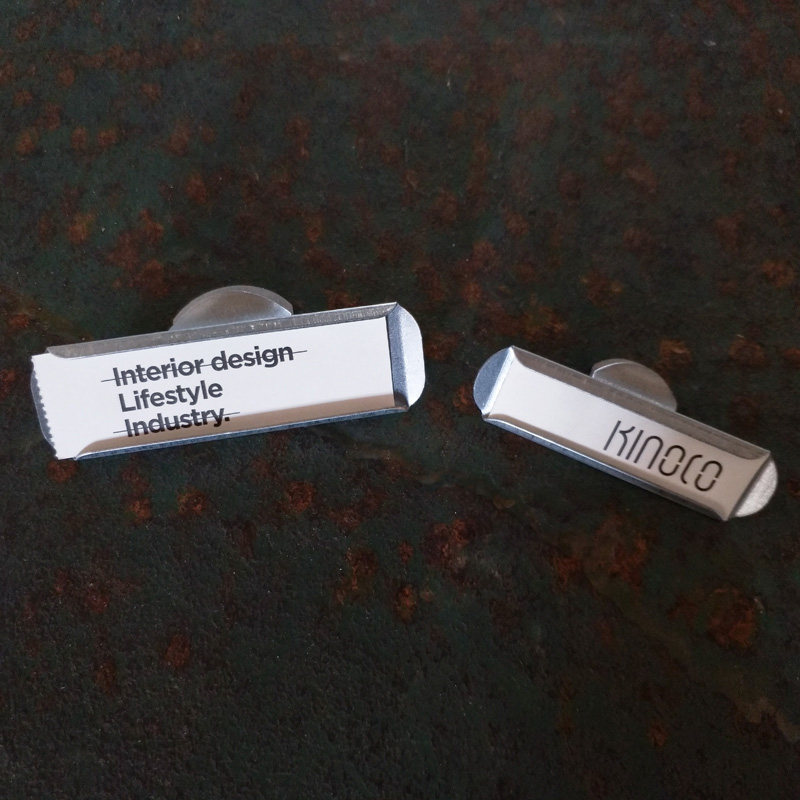 Interior design
Lifestyle
Industry.
KINOCO